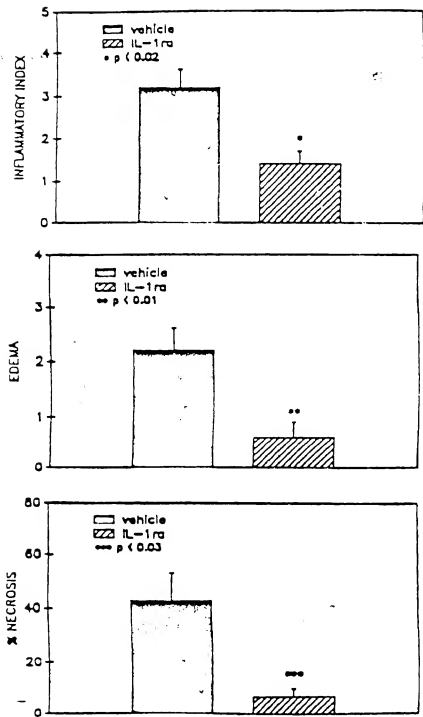 5
4
3
2
1
0
INFLAMMATORY INDEX
vehicle
IL-1ra
• p < 0.02
•
4
3
2
1
0
EDEMA
vehicle
IL-1ra
•• p < 0.01
••
80
60
40
20
0
% NECROSIS
vehicle
IL-1ra
••• p < 0.03
•••